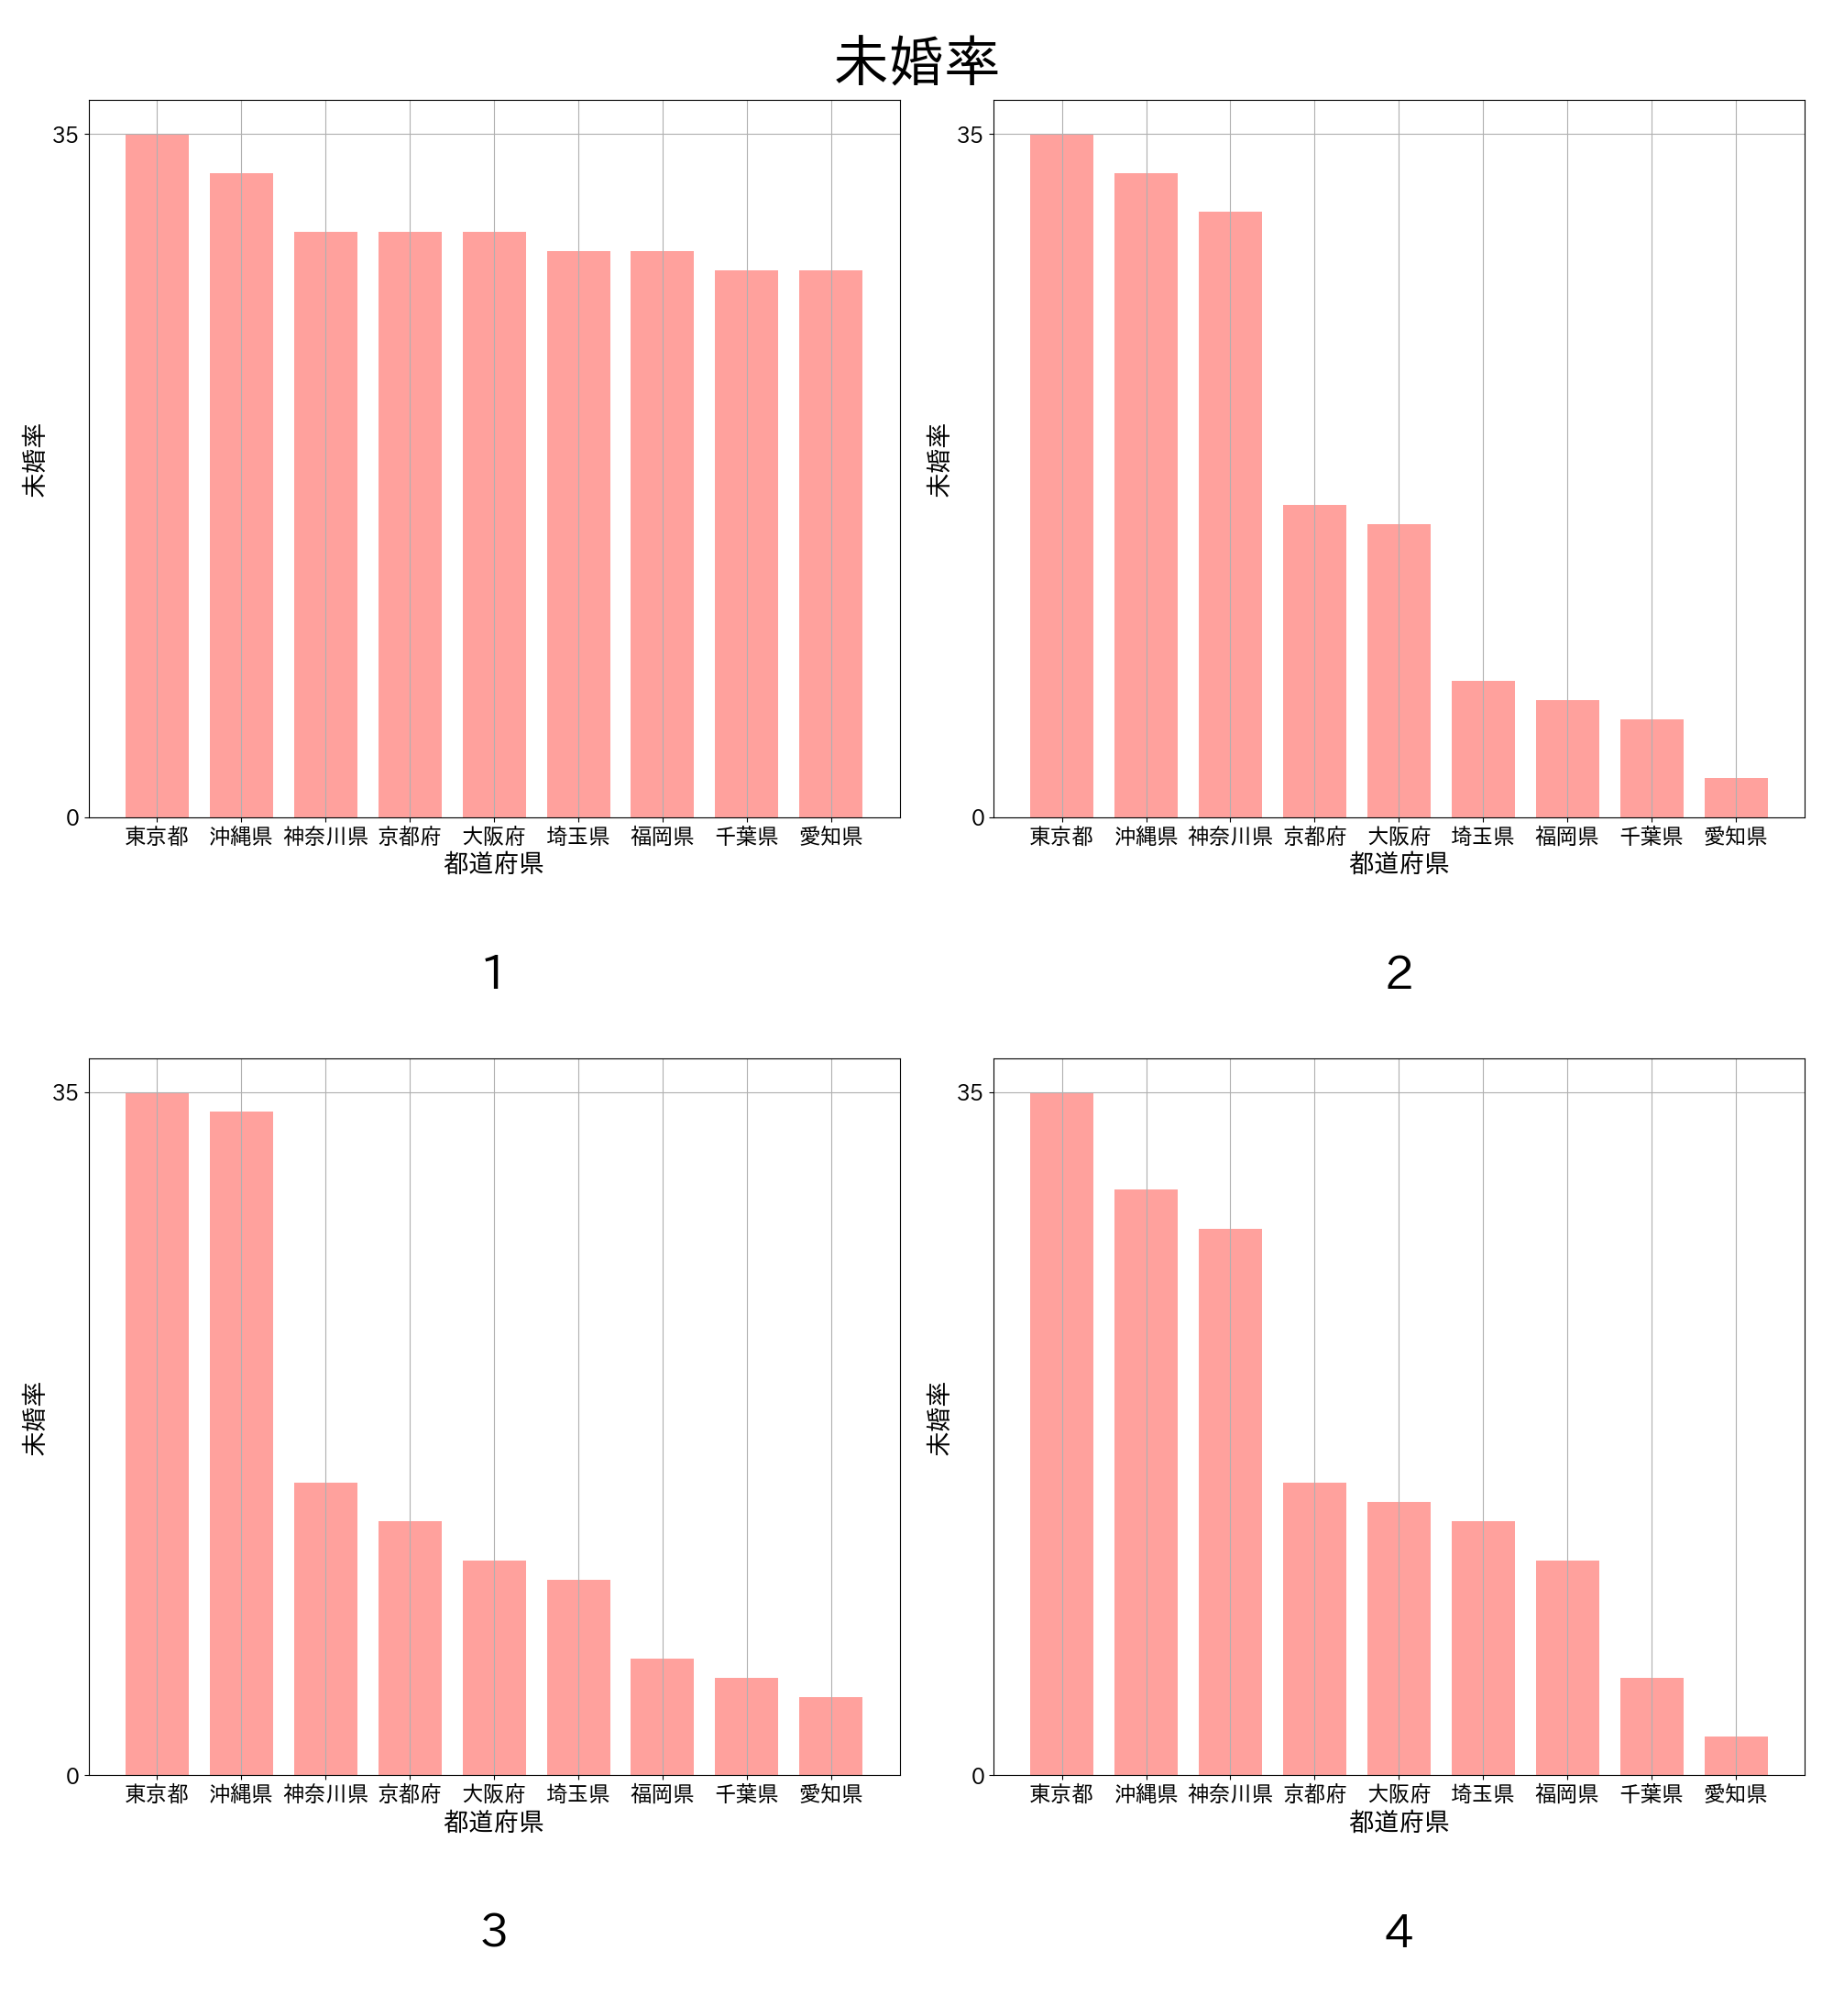 未婚率
35
0
未婚率
東京都 沖縄県 神奈川県 京都府 大阪府 埼玉県 福岡県 千葉県 愛知県
都道府県
1
35
0
未婚率
東京都 沖縄県 神奈川県 京都府 大阪府 埼玉県 福岡県 千葉県 愛知県
都道府県
2
35
0
未婚率
東京都 沖縄県 神奈川県 京都府 大阪府 埼玉県 福岡県 千葉県 愛知県
都道府県
3
35
0
未婚率
東京都 沖縄県 神奈川県 京都府 大阪府 埼玉県 福岡県 千葉県 愛知県
都道府県
4